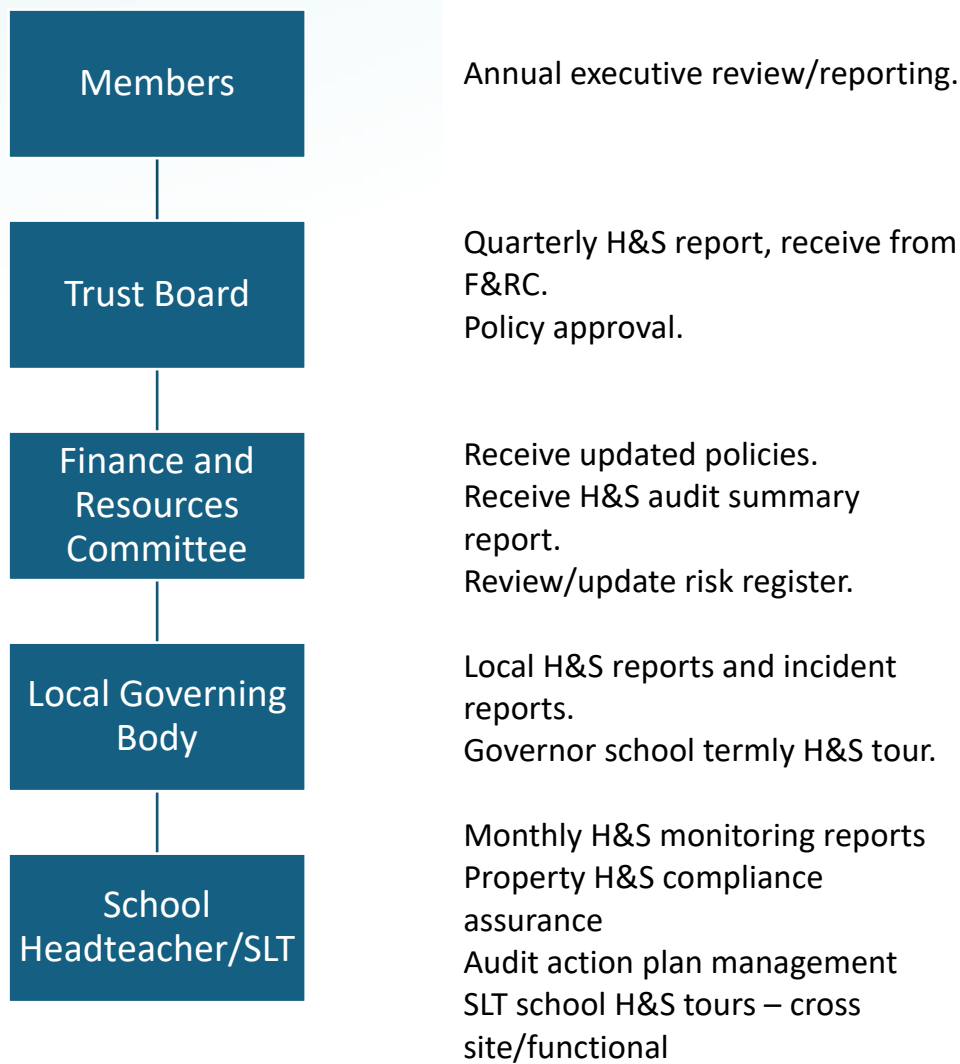 Members
Annual executive review/reporting.
Trust Board
Quarterly H&S report, receive from
F&RC.
Policy approval.
Finance and
Resources
Committee
Receive updated policies.
Receive H&S audit summary
report.
Review/update risk register.
Local Governing
Body
Local H&S reports and incident
reports.
Governor school termly H&S tour.
School
Headteacher/SLT
Monthly H&S monitoring reports
Property H&S compliance
assurance
Audit action plan management
SLT school H&S tours – cross
site/functional